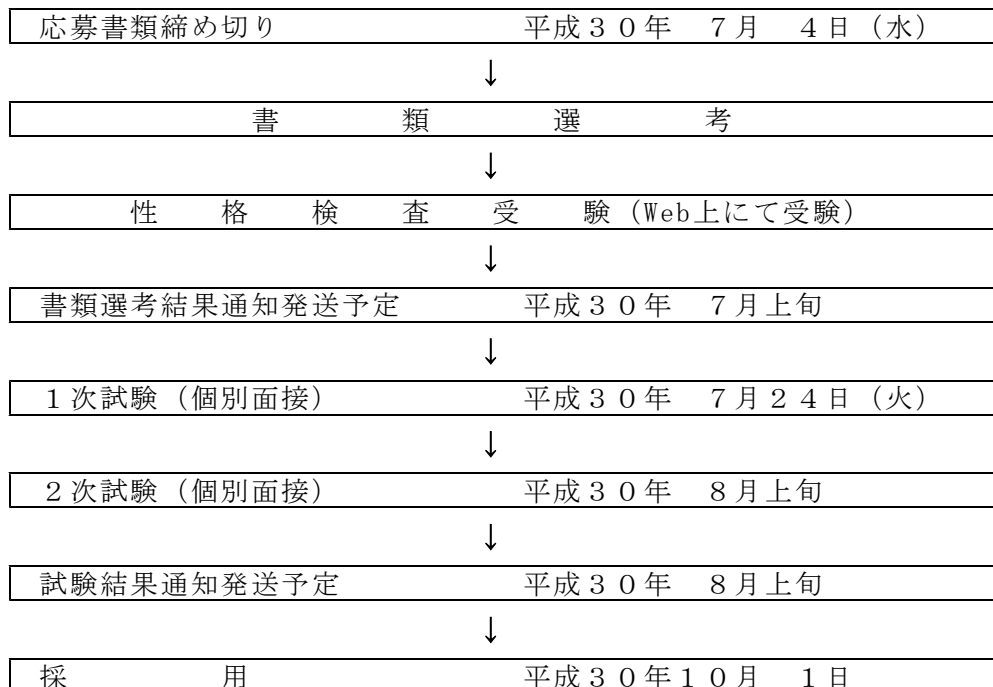 応募書類締め切り　　平成３０年　７月　４日（水）
↓
書　類　選　考
↓
性　格　検　査　受　験（Web上にて受験）
↓
書類選考結果通知発送予定　　平成３０年　７月上旬
↓
１次試験（個別面接）　　平成３０年　７月２４日（火）
↓
２次試験（個別面接）　　平成３０年　８月上旬
↓
試験結果通知発送予定　　平成３０年　８月上旬
↓
採　用　　平成３０年１０月　１日